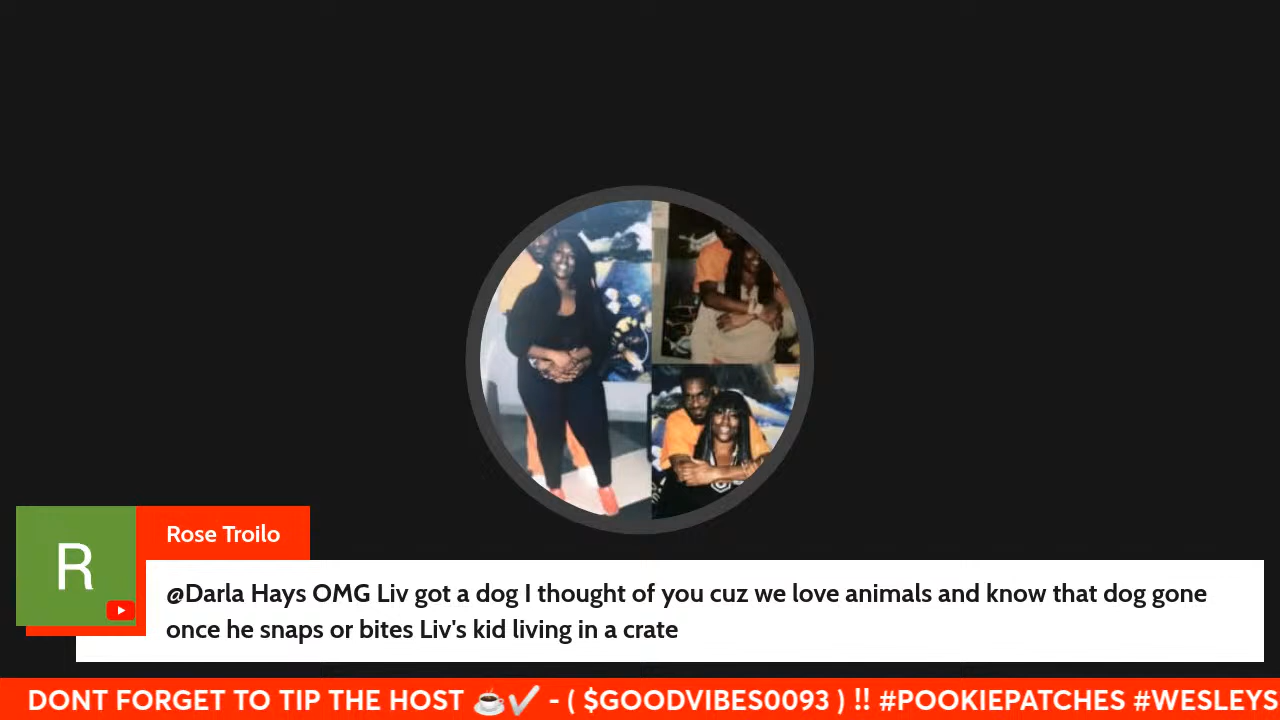 R
Rose Troilo
@Darla Hays OMG Liv got a dog I thought of you cuz we love animals and know that dog gone
once he snaps or bites Liv's kid living in a crate
DONT FORGET TO TIP THE HOST ☕✔ - ( $GOODVIBES0093 ) !! #POOKIEPATCHES #WESLEYS